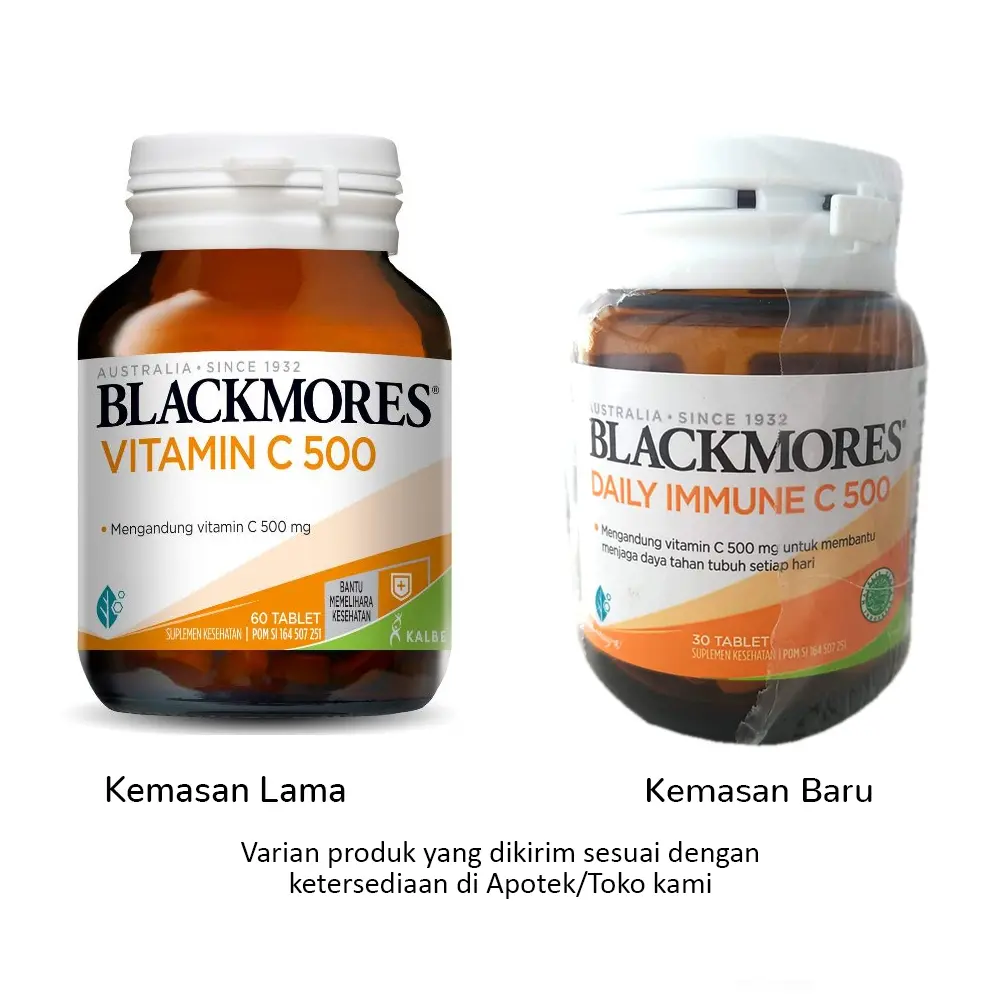 AUSTRALIA • SINCE 1932
BLACKMORES®
VITAMIN C 500
• Mengandung vitamin C 500 mg
BANTU
MEMELIHARA
KESEHATAN
60 TABLET
SUPLEMEN KESEHATAN | POM SI 164 507 251
KALBE
AUSTRALIA • SINCE 1932
BLACKMORES®
DAILY IMMUNE C 500
• Mengandung vitamin C 500 mg untuk membantu
menjaga daya tahan tubuh setiap hari
30 TABLET
SUPLEMEN KESEHATAN | POM SI 164 507 251
Kemasan Lama
Kemasan Baru
Varian produk yang dikirim sesuai dengan
ketersediaan di Apotek/Toko kami